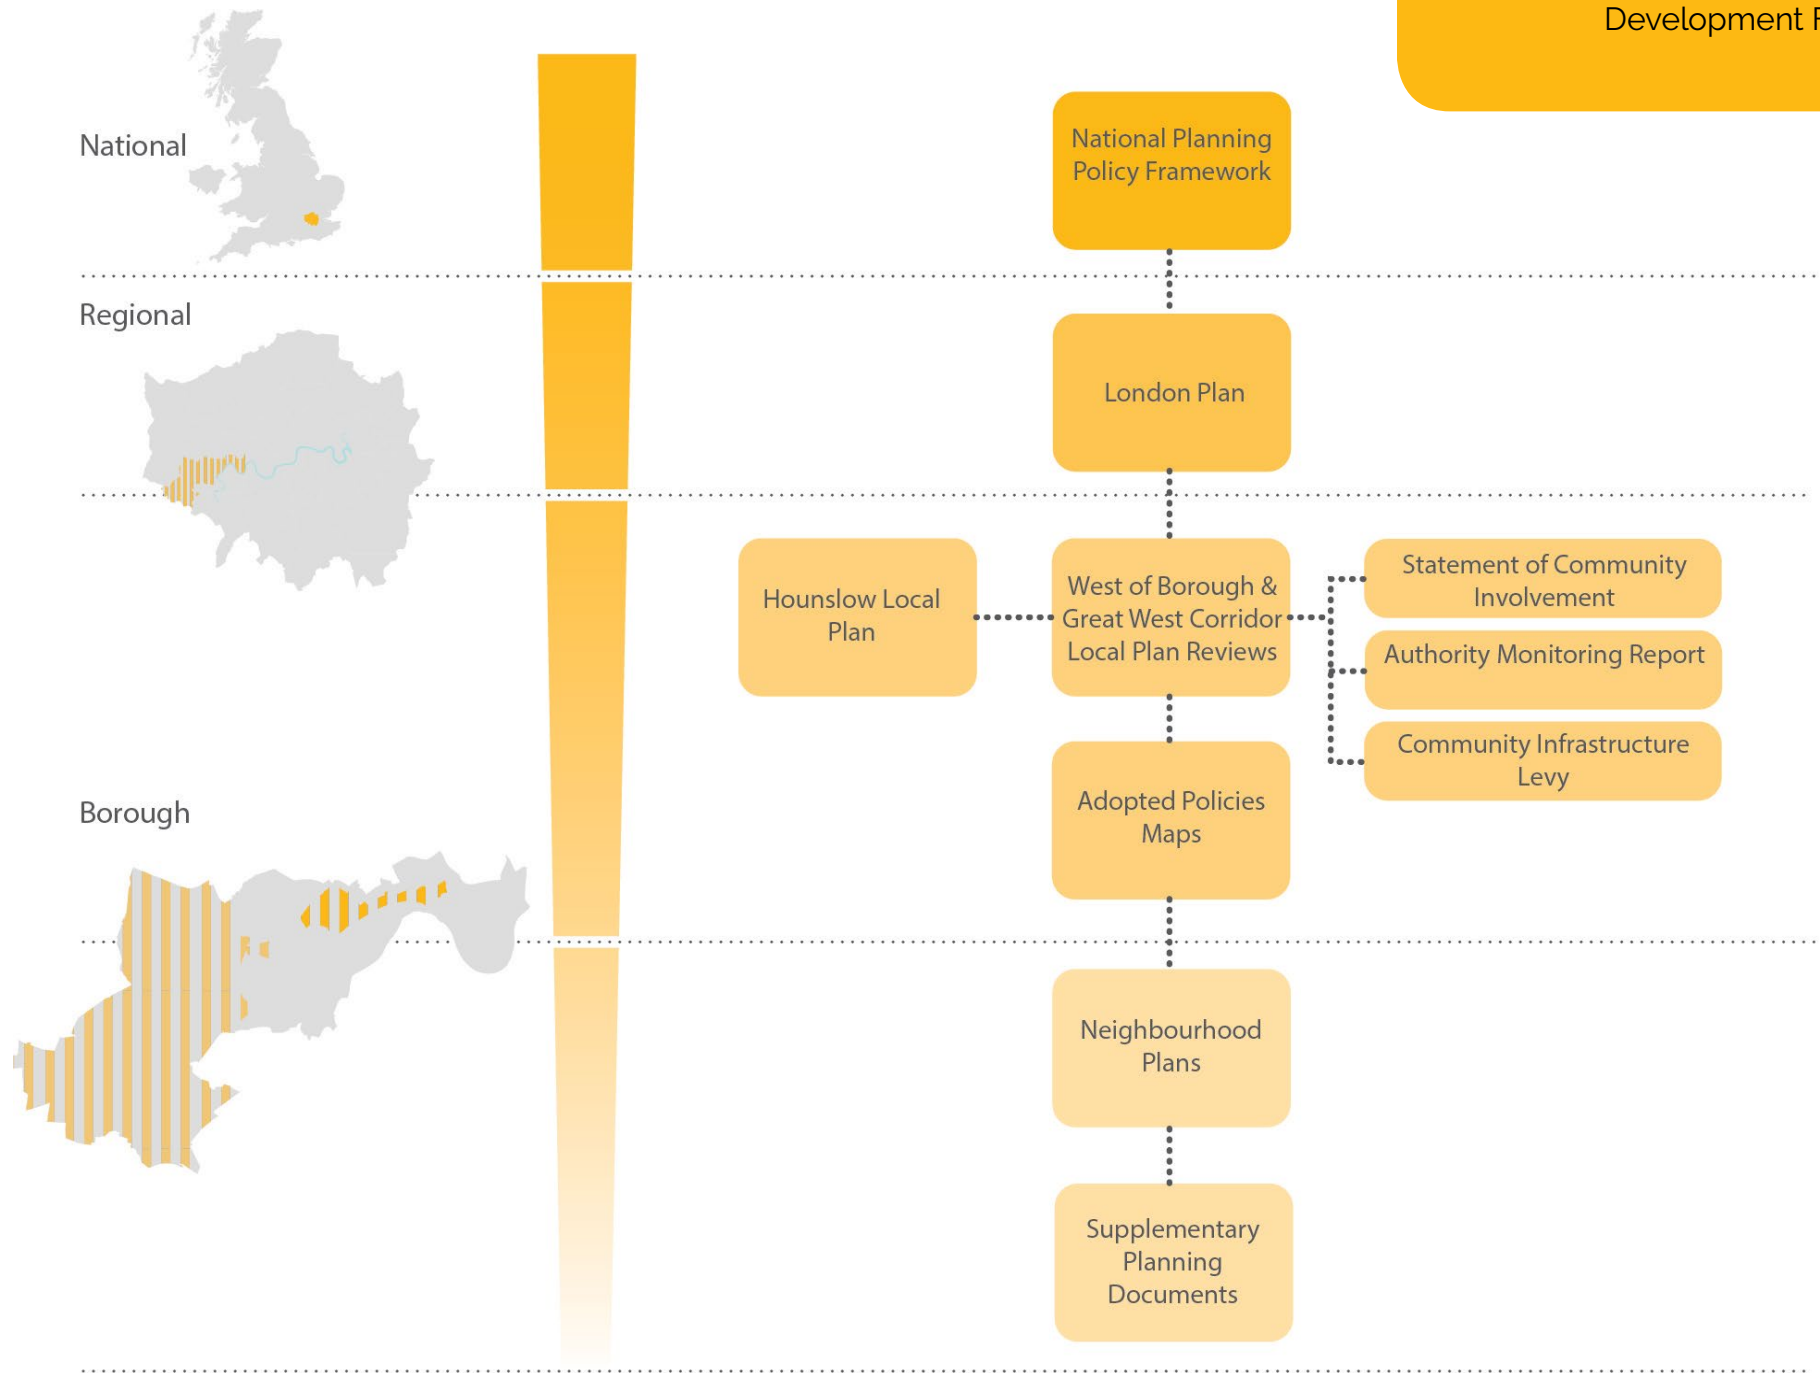 Development
National
National Planning
Policy Framework
Regional
London Plan
Hounslow Local
Plan
West of Borough &
Great West Corridor
Local Plan Reviews
Statement of Community
Involvement
Authority Monitoring Report
Community Infrastructure
Levy
Borough
Adopted Policies
Maps
Neighbourhood
Plans
Supplementary
Planning
Documents